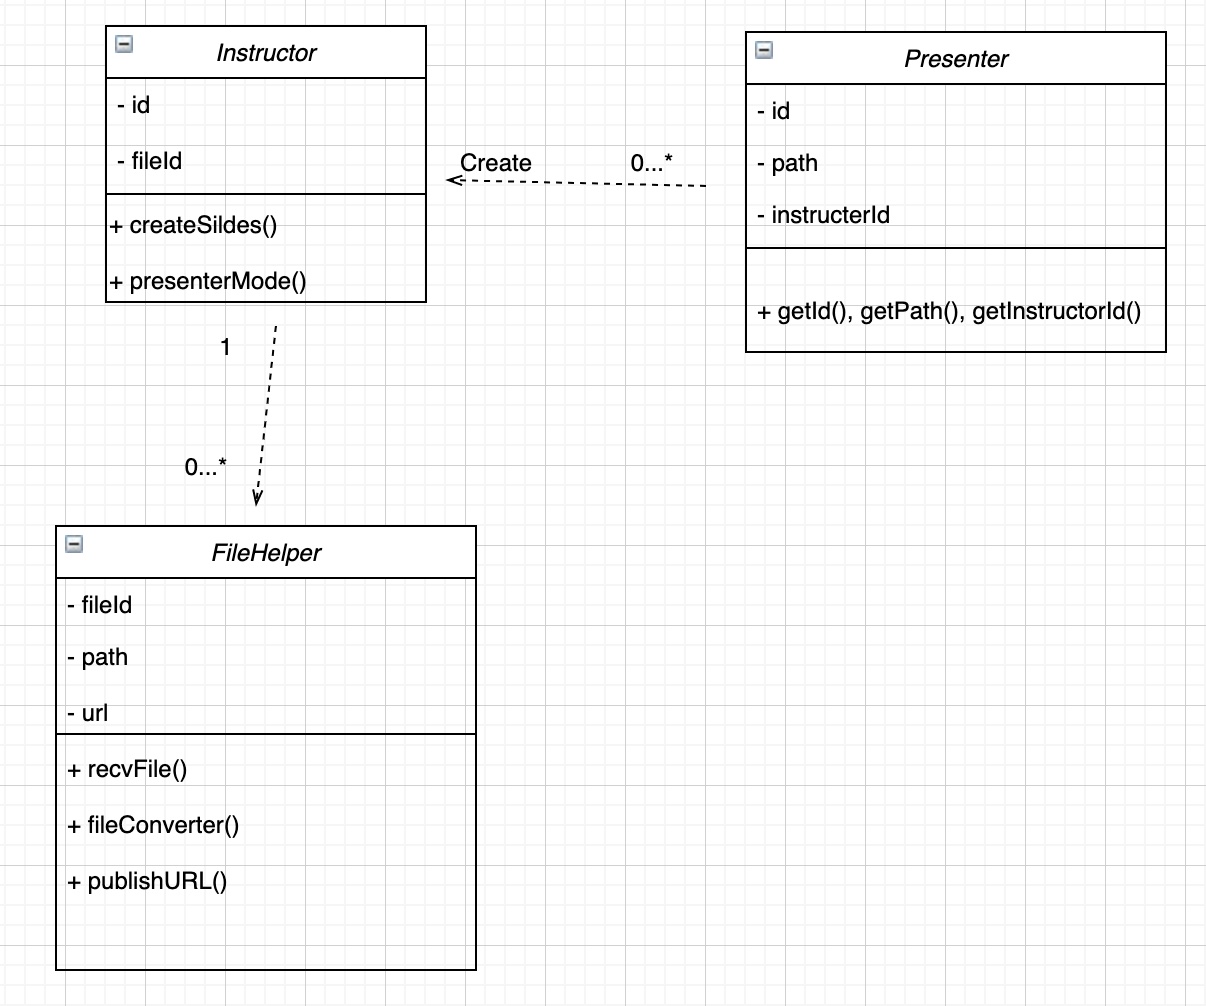 Instructor
- id
- fileId
+ createSildes()
+ presenterMode()
Create
0...*
Presenter
- id
- path
- instructerId
+ getId(), getPath(), getInstructorId()
1
0...*
FileHelper
- fileId
- path
- url
+ recvFile()
+ fileConverter()
+ publishURL()